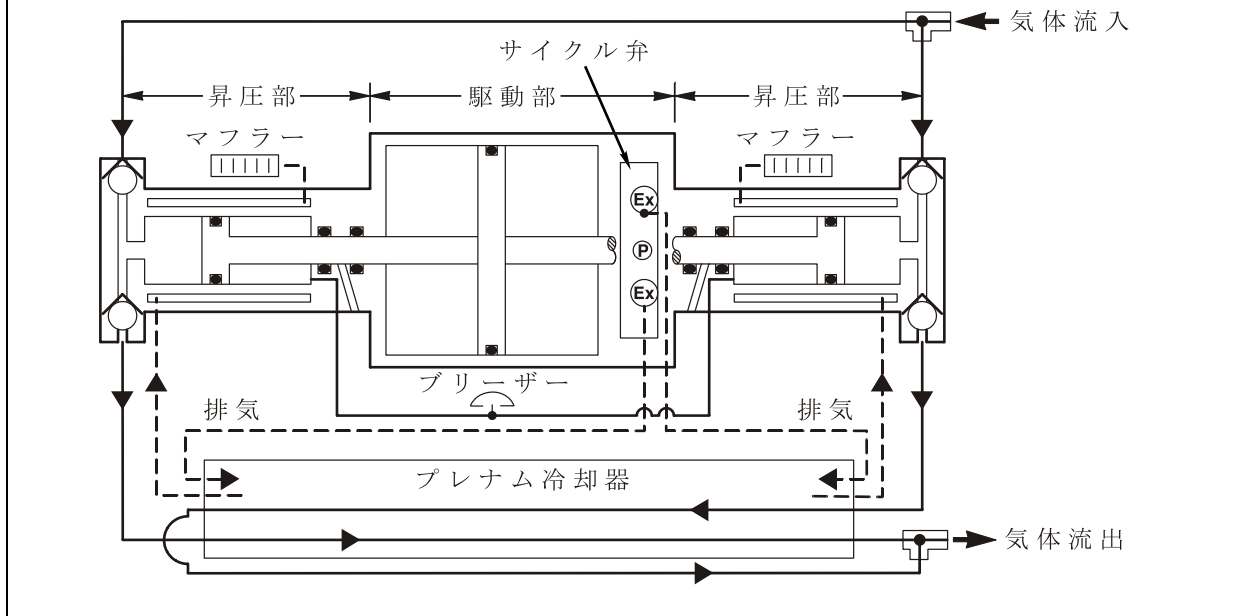 気体流入
サイクル弁
昇圧部
駆動部
昇圧部
マフラー
マフラー
Ex
P
Ex
ブリーザー
排気
排気
プレナム冷却器
気体流出